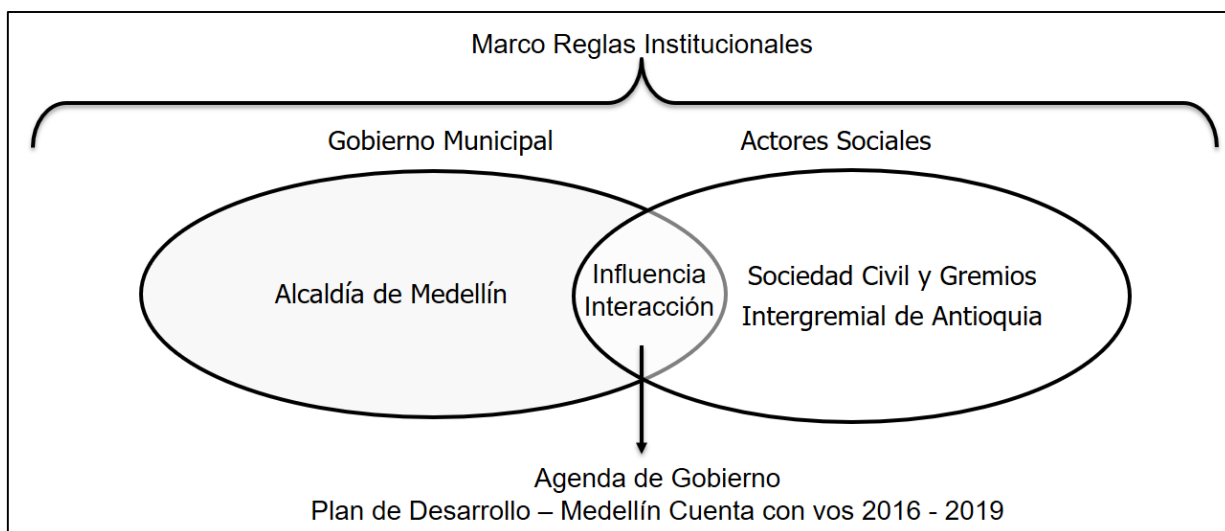 Marco Reglas Institucionales
Gobierno Municipal
Actores Sociales
Alcaldía de Medellín
Influencia
Interacción
Sociedad Civil y Gremios
Intergremial de Antioquia
Agenda de Gobierno
Plan de Desarrollo – Medellín Cuenta con vos 2016 - 2019